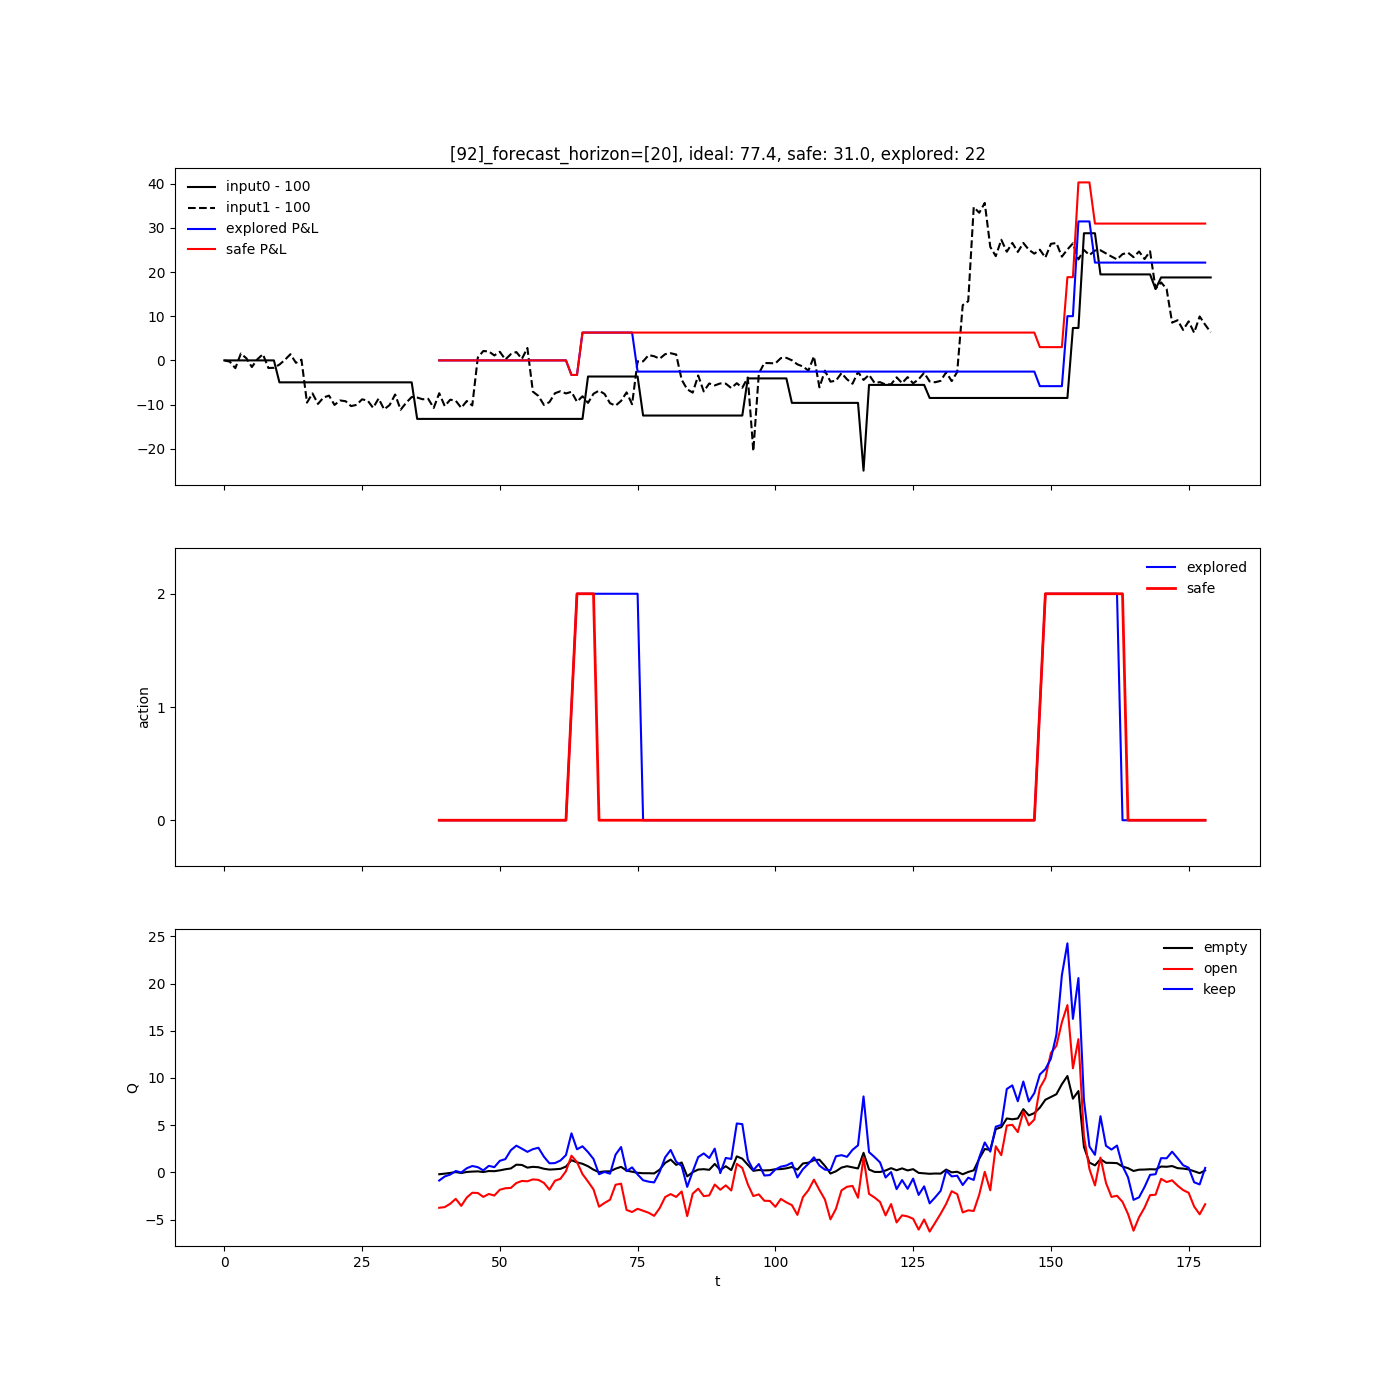 [92]_forecast_horizon=[20], ideal: 77.4, safe: 31.0, explored: 22
40
30
20
10
0
−10
−20
input0 - 100
input1 - 100
explored P&L
safe P&L
action
2
1
0
explored
safe
Q
25
20
15
10
5
0
−5
empty
open
keep
0 25 50 75 100 125 150 175
t